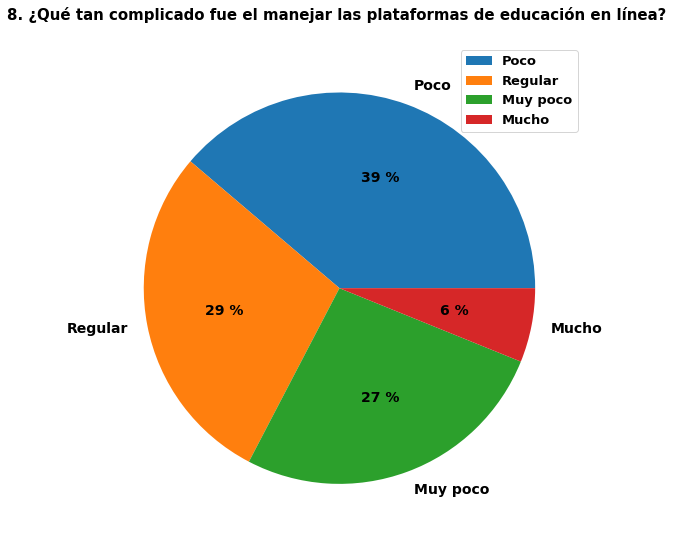 8. ¿Qué tan complicado fue el manejar las plataformas de educación en línea?
Poco
Regular
Muy poco
Mucho
Poco
39 %
29 %
6 %
Regular
Mucho
27 %
Muy poco